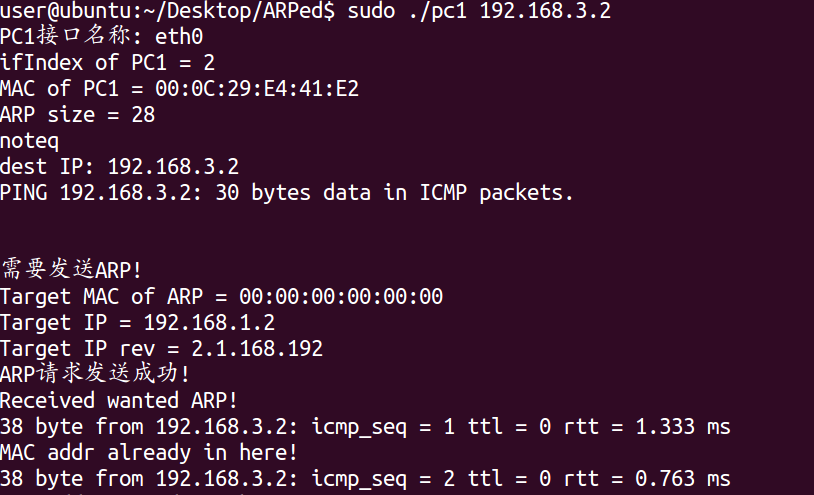 user@ubuntu:~/Desktop/ARPed$ sudo ./pc1 192.168.3.2
PC1接口名称: eth0
ifIndex of PC1 = 2
MAC of PC1 = 00:0C:29:E4:41:E2
ARP size = 28
noteq
dest IP: 192.168.3.2
PING 192.168.3.2: 30 bytes data in ICMP packets.
需要发送ARP!
Target MAC of ARP = 00:00:00:00:00:00
Target IP = 192.168.1.2
Target IP rev = 2.1.168.192
ARP请求发送成功!
Received wanted ARP!
38 byte from 192.168.3.2: icmp_seq = 1 ttl = 0 rtt = 1.333 ms
MAC addr already in here!
38 byte from 192.168.3.2: icmp_seq = 2 ttl = 0 rtt = 0.763 ms